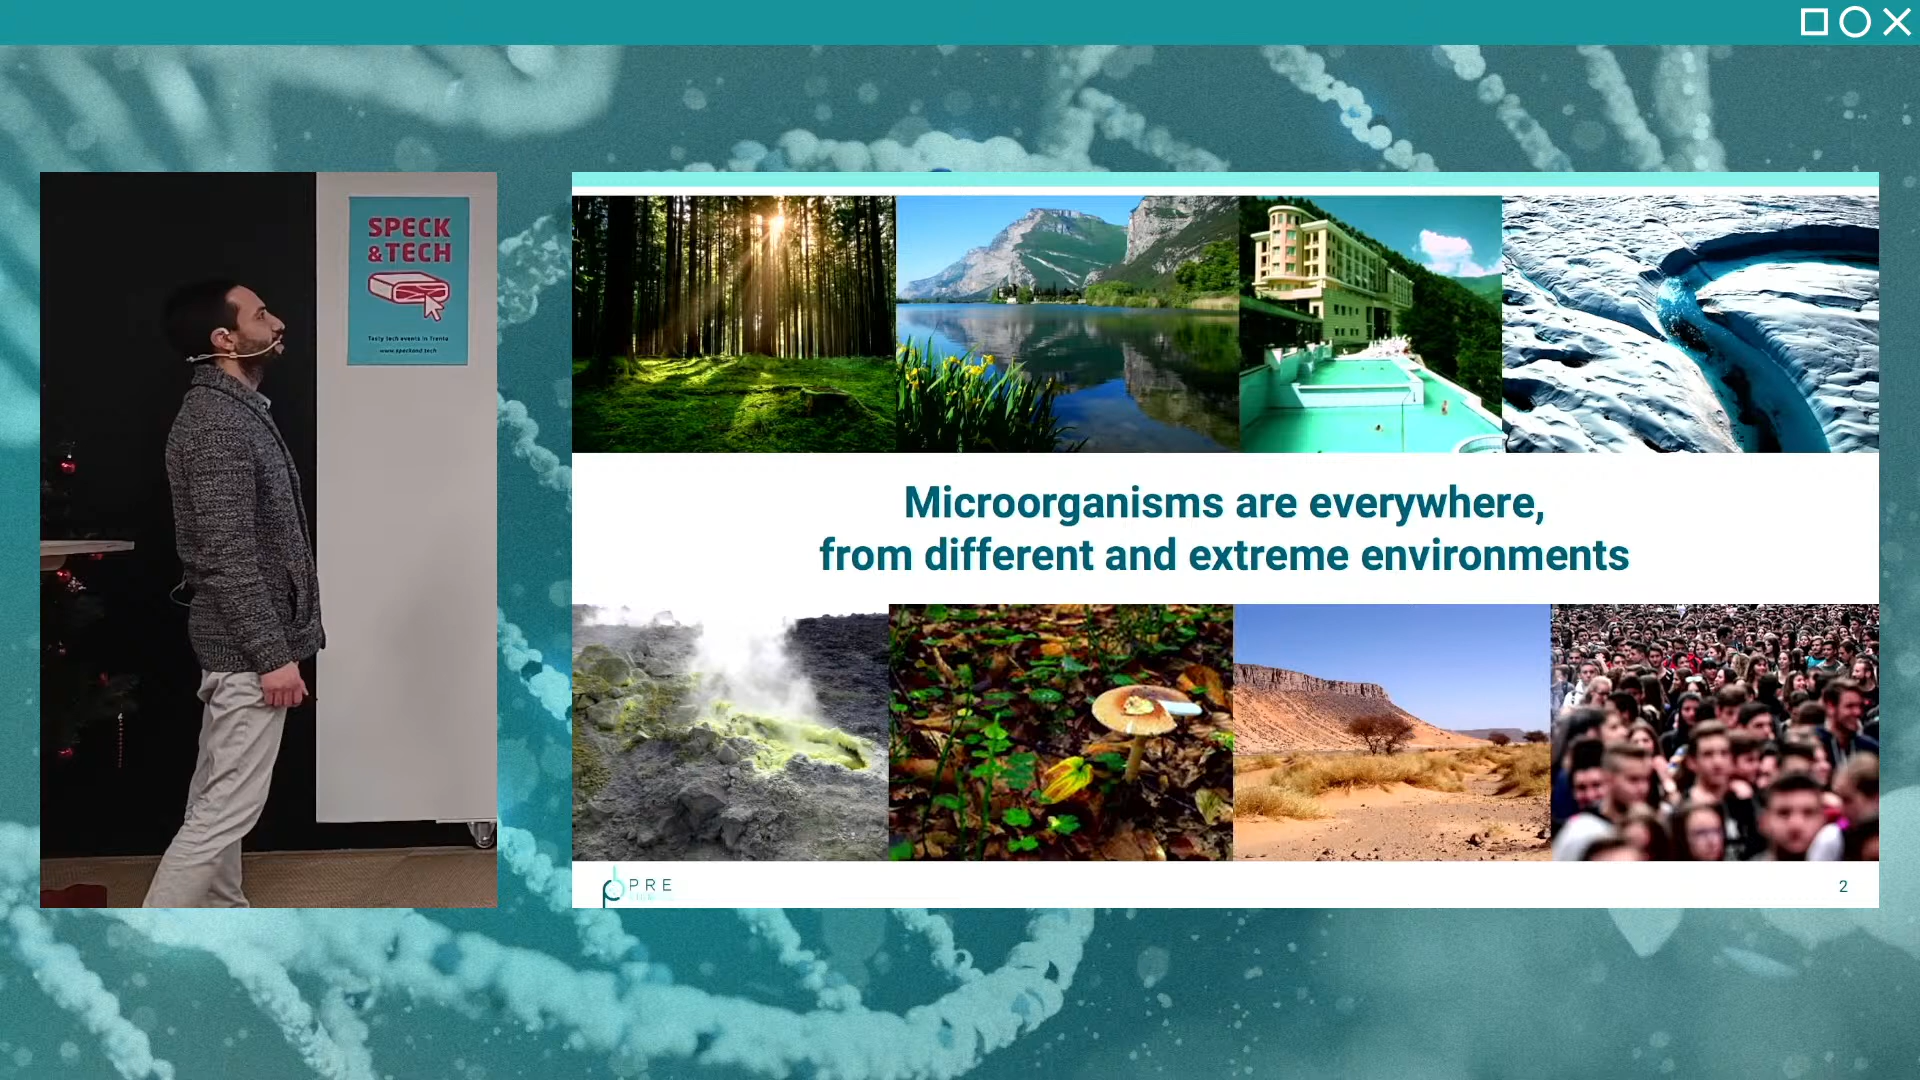 SPECK
&TECH
Tasty tech events in Trento
www.speckand.tech
Microorganisms are everywhere,
from different and extreme environments
PRE
2